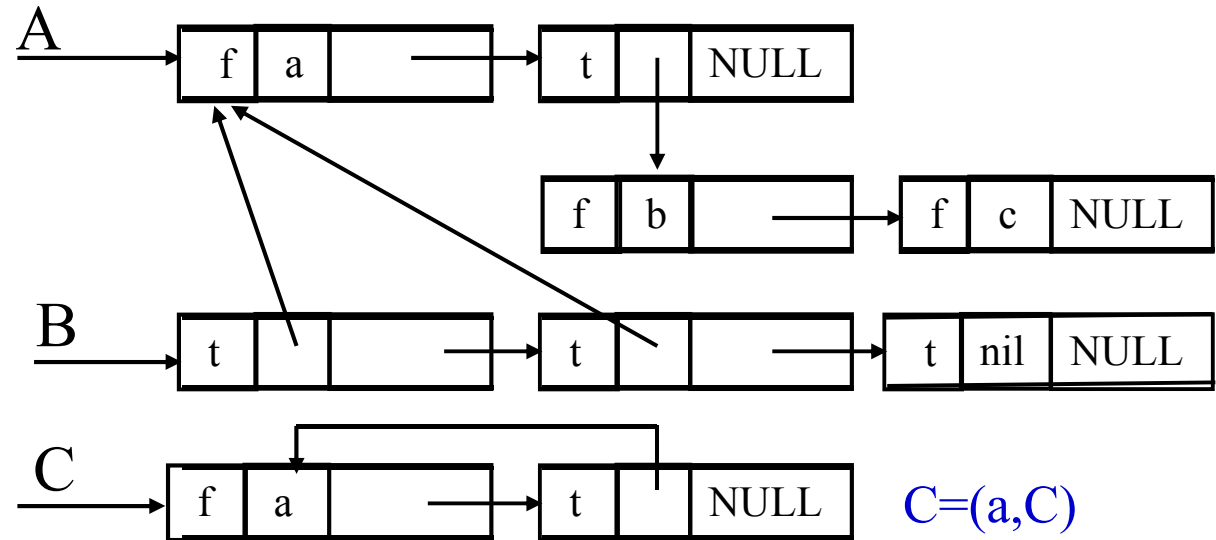 A
f a t NULL
f b f c NULL
B
t t t nil NULL
C
f a t NULL C=(a,C)